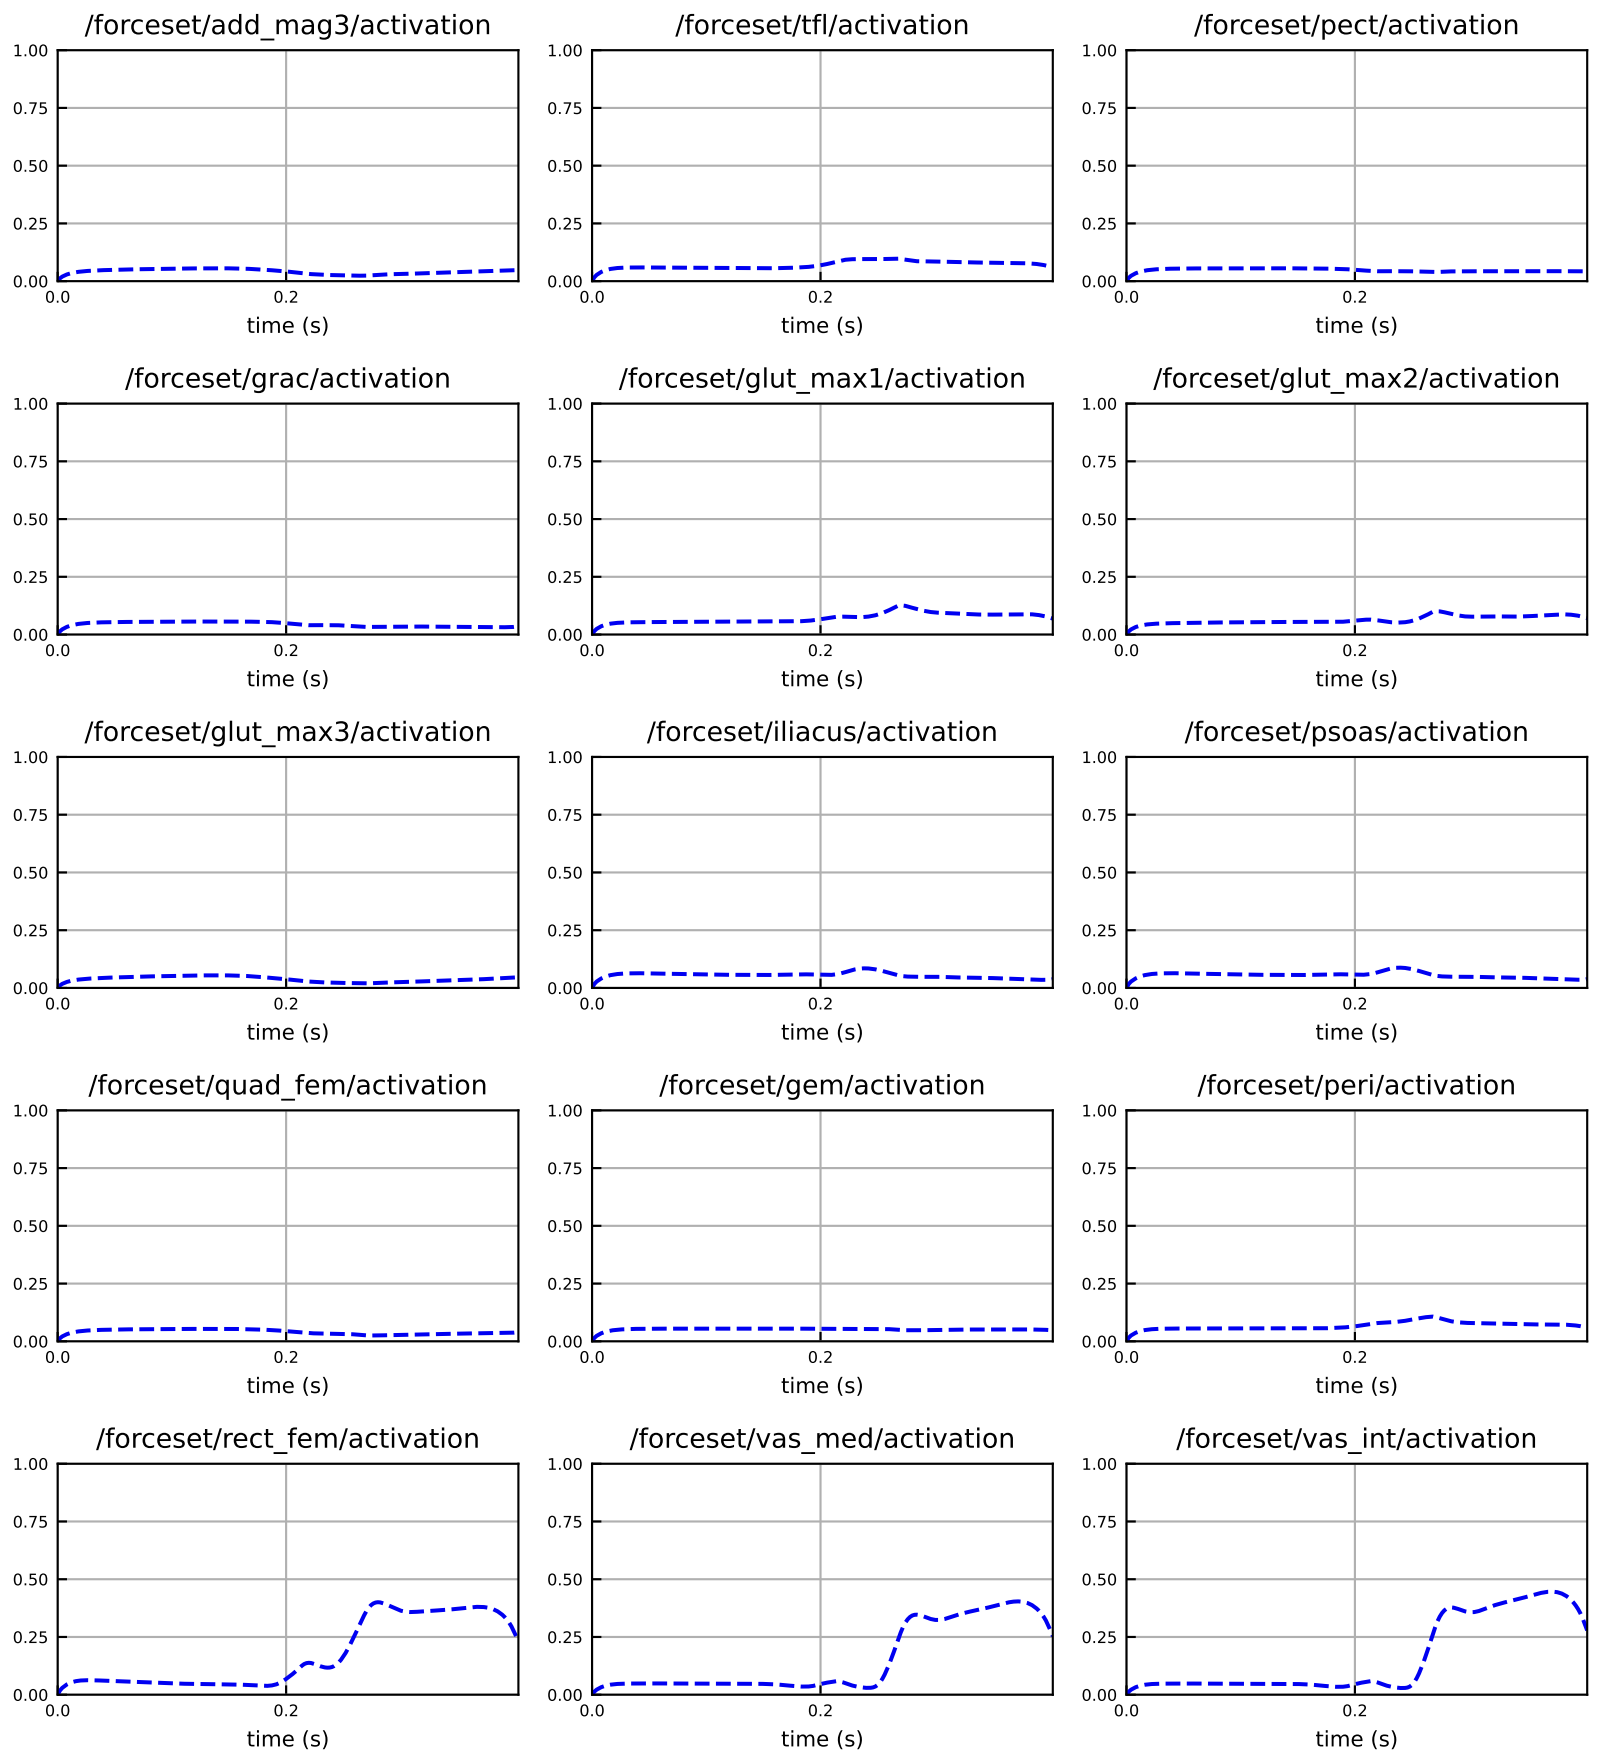 /forceset/add_mag3/activation /forceset/tfl/activation /forceset/pect/activation
1.00 1.00 1.00
0.75 0.75 0.75
0.50 0.50 0.50
0.25 0.25 0.25
0.00 0.00 0.00
0.0 0.2 0.0 0.2 0.0 0.2
time (s) time (s) time (s)
/forceset/grac/activation /forceset/glut_max1/activation /forceset/glut_max2/activation
1.00 1.00 1.00
0.75 0.75 0.75
0.50 0.50 0.50
0.25 0.25 0.25
0.00 0.00 0.00
0.0 0.2 0.0 0.2 0.0 0.2
time (s) time (s) time (s)
/forceset/glut_max3/activation /forceset/iliacus/activation /forceset/psoas/activation
1.00 1.00 1.00
0.75 0.75 0.75
0.50 0.50 0.50
0.25 0.25 0.25
0.00 0.00 0.00
0.0 0.2 0.0 0.2 0.0 0.2
time (s) time (s) time (s)
/forceset/quad_fem/activation /forceset/gem/activation /forceset/peri/activation
1.00 1.00 1.00
0.75 0.75 0.75
0.50 0.50 0.50
0.25 0.25 0.25
0.00 0.00 0.00
0.0 0.2 0.0 0.2 0.0 0.2
time (s) time (s) time (s)
/forceset/rect_fem/activation /forceset/vas_med/activation /forceset/vas_int/activation
1.00 1.00 1.00
0.75 0.75 0.75
0.50 0.50 0.50
0.25 0.25 0.25
0.00 0.00 0.00
0.0 0.2 0.0 0.2 0.0 0.2
time (s) time (s) time (s)